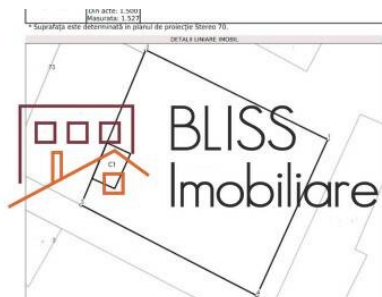 Din acte: 1.500
Masurata: 1.527
* Suprafața este determinată in planul de proiecție Stereo 70.
DETALII LINIARE IMOBIL
C1
BLISS
Imobiliare